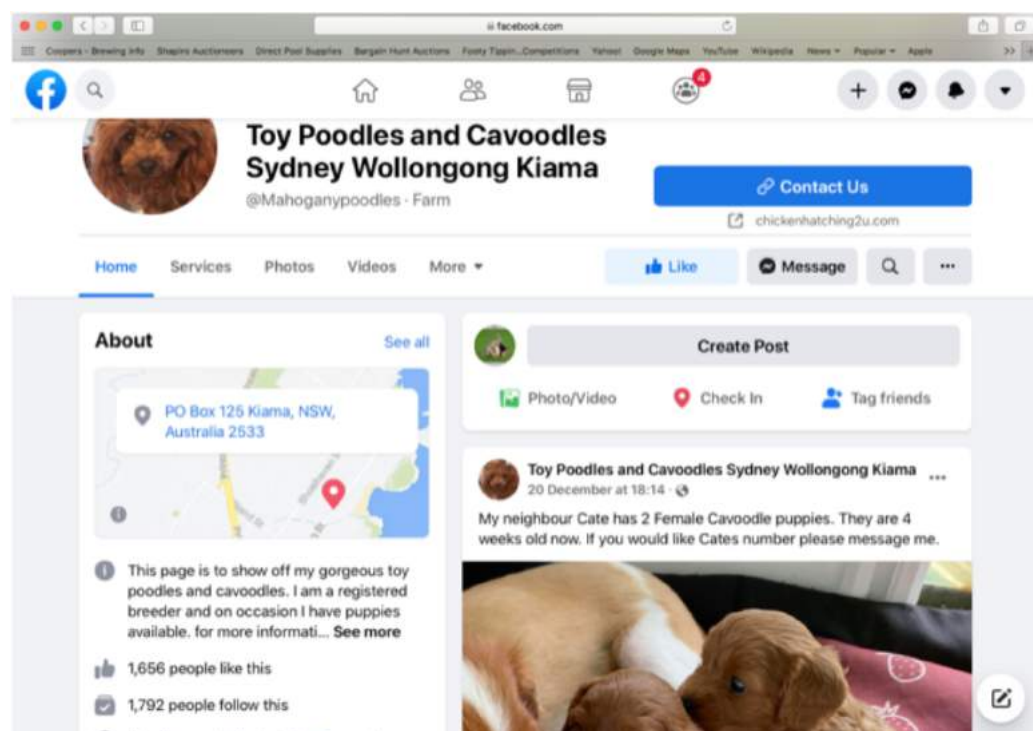 facebook.com
Coopers - Brewing Info Shapiro Auctioneers Direct Pool Supplies Bargain Hunt Auctions Footy Tippin...Competitions Yahoo! Google Maps YouTube Wikipedia News Popular Apple >>
4
Toy Poodles and Cavoodles
Sydney Wollongong Kiama
@Mahoganypoodles · Farm
Contact Us
chickenhatching2u.com
Home Services Photos Videos More
Like Message
About See all
PO Box 125 Kiama, NSW,
Australia 2533
This page is to show off my gorgeous toy
poodles and cavoodles. I am a registered
breeder and on occasion I have puppies
available. for more informati... See more
1,656 people like this
1,792 people follow this
Create Post
Photo/Video Check In Tag friends
Toy Poodles and Cavoodles Sydney Wollongong Kiama
20 December at 18:14 ·
My neighbour Cate has 2 Female Cavoodle puppies. They are 4
weeks old now. If you would like Cates number please message me.